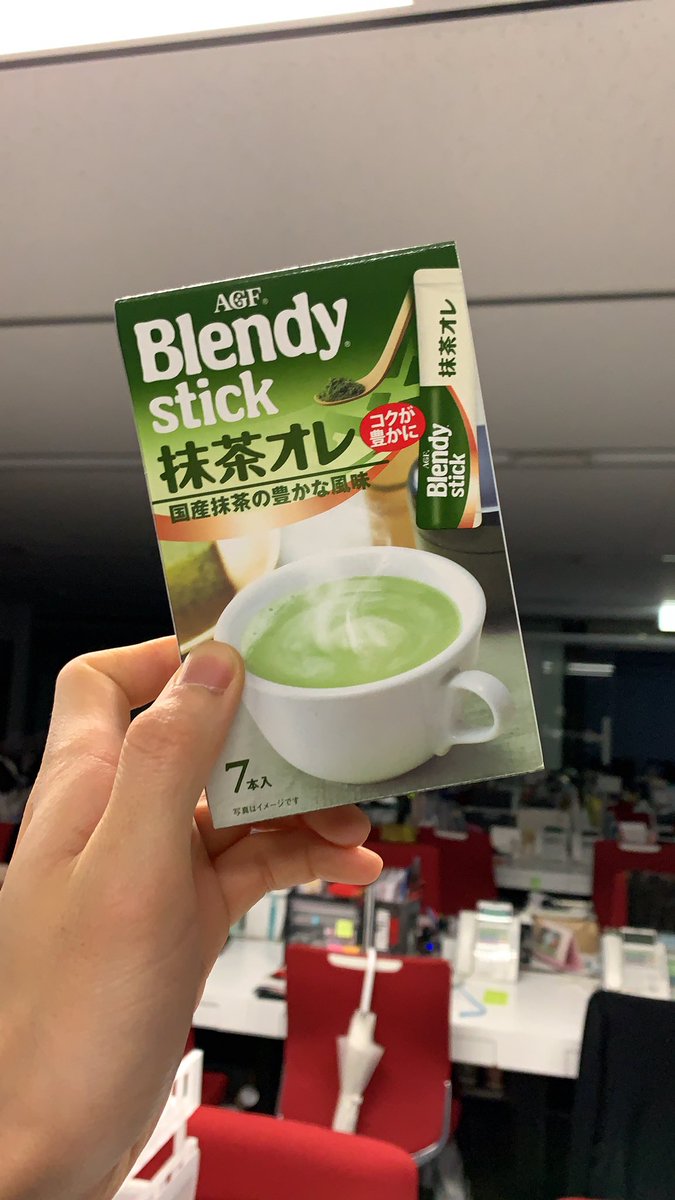 AGF®
Blendy®
stick
抹茶オレ
国産抹茶の豊かな風味
コクが
豊かに
抹茶オレ
AGF®
Blendy
stick
7本入
写真はイメージです